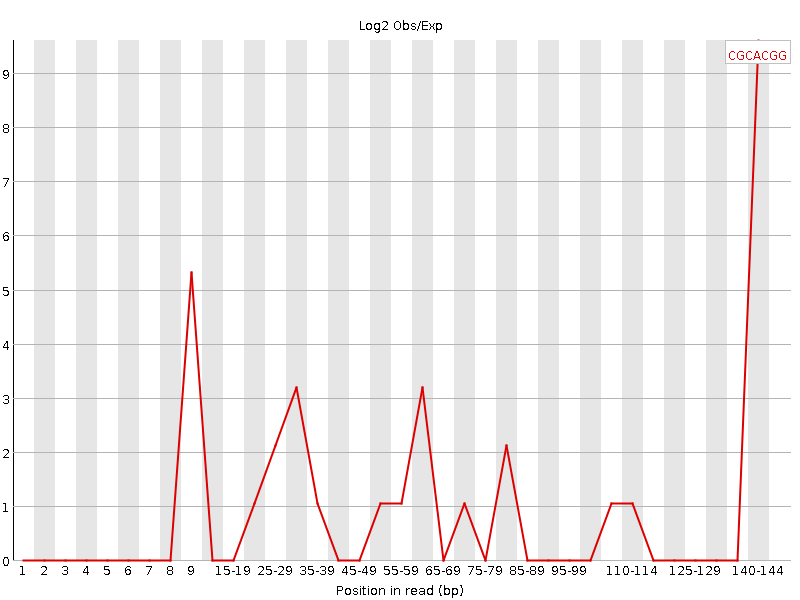 Log2 Obs/Exp
CGCACGG
9
8
7
6
5
4
3
2
1
0
1 2 3 4 5 6 7 8 9 15-19 25-29 35-39 45-49 55-59 65-69 75-79 85-89 95-99 110-114 125-129 140-144
Position in read (bp)